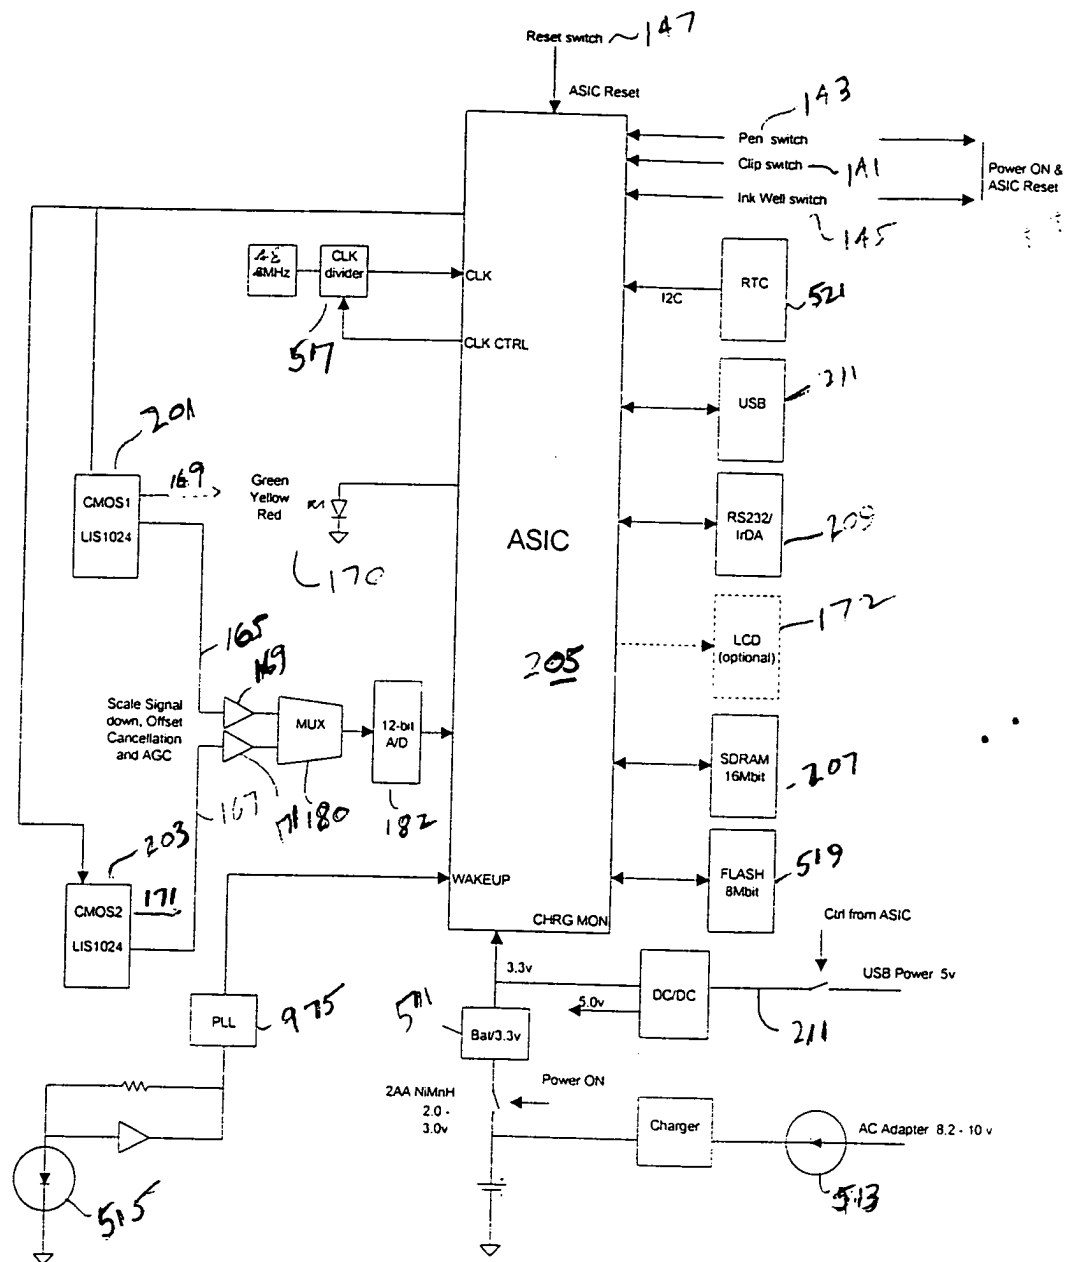 Reset switch 147
ASIC Reset
143
Pen switch
Clip switch 141
Ink Well switch
145
Power ON &
ASIC Reset
MHz
CLK
divider
517
CLK
CLK CTRL
I2C
RTC
521
USB
211
201
CMOS1
LIS1024
169
Green
Yellow
Red
170
ASIC
205
RS232/
IrDA
209
LCD
(optional)
172
165
169
Scale Signal
down, Offset
Cancellation
and AGC
MUX
12-bit
A/D
167
171
180
182
SDRAM
16Mbit
207
203
CMOS2
LIS1024
171
WAKEUP
CHRG MON
FLASH
8Mbit
519
Ctrl from ASIC
3.3v
DC/DC
USB Power 5v
5.0v
211
PLL
975
511
Bat/3.3v
2AA NiMnH
2.0 -
3.0v
Power ON
Charger
AC Adapter 8.2 - 10 v
513
515